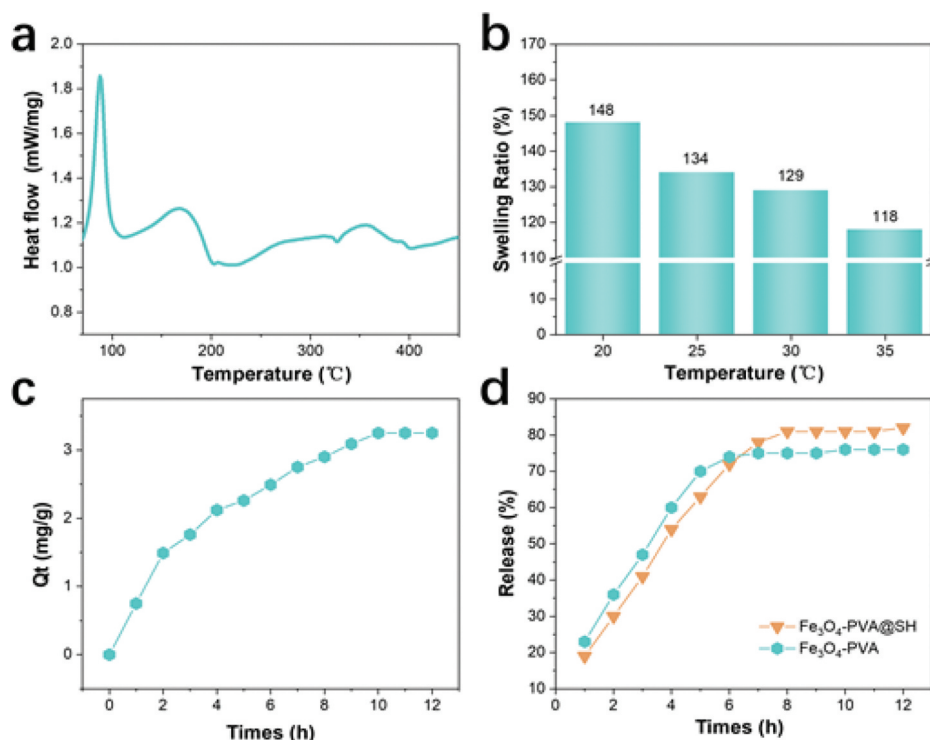 a
2.0
1.8
1.6
1.4
1.2
1.0
0.8
Heat flow (mW/mg)
100 200 300 400
Temperature (℃)
b
170
160
150
140
130
120
110
10
0
Swelling Ratio (%)
148
134
129
118
20 25 30 35
Temperature (℃)
c
3
2
1
0
Qt (mg/g)
0 2 4 6 8 10 12
Times (h)
d
90
80
70
60
50
40
30
20
10
Release (%)
Fe₃O₄-PVA@SH
Fe₃O₄-PVA
0 2 4 6 8 10 12
Times (h)